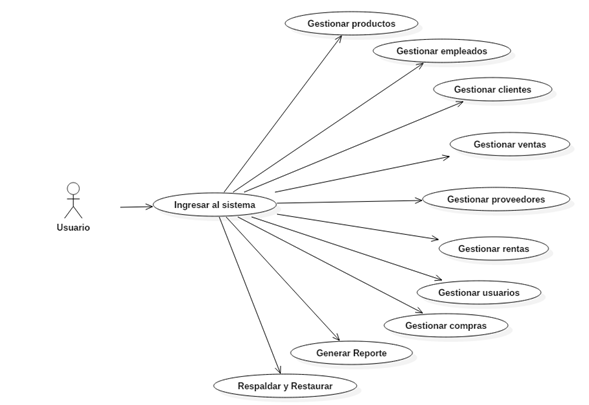 Gestionar productos
Gestionar empleados
Gestionar clientes
Gestionar ventas
Ingresar al sistema
Gestionar proveedores
Usuario
Gestionar rentas
Gestionar usuarios
Gestionar compras
Generar Reporte
Respaldar y Restaurar